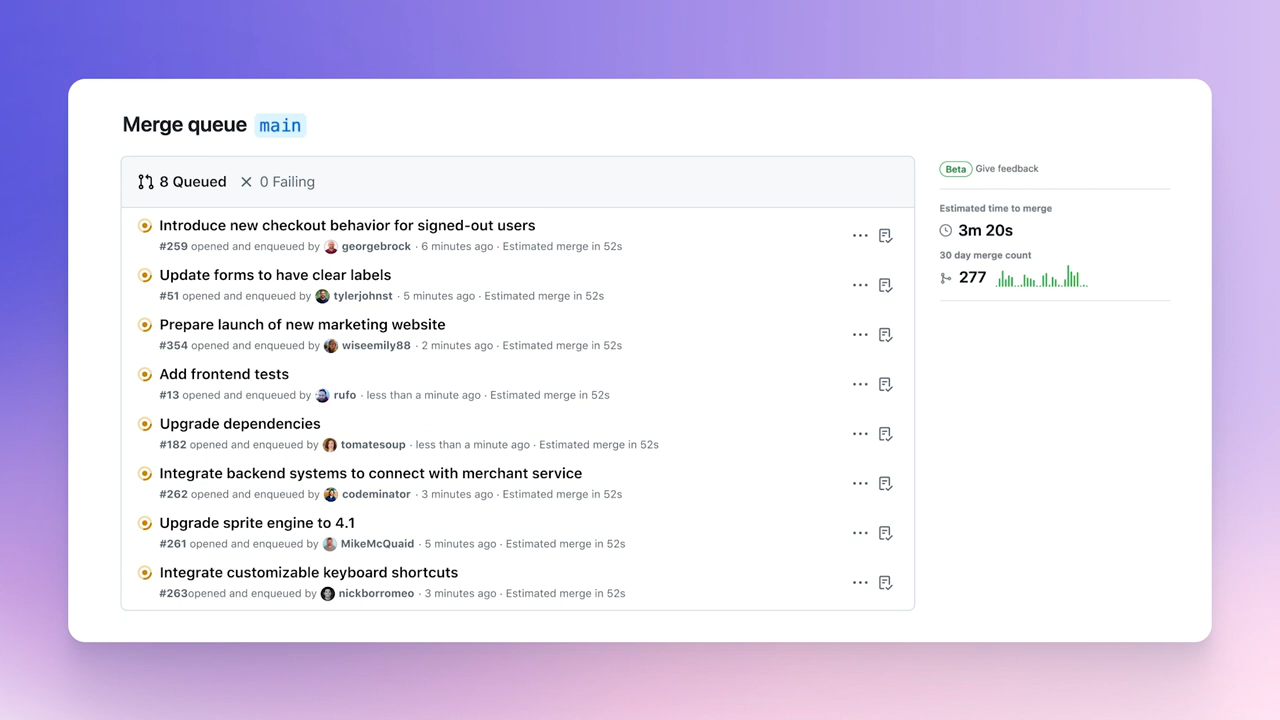 Merge queue main
8 Queued 0 Failing
Introduce new checkout behavior for signed-out users
#259 opened and enqueued by georgebrock · 6 minutes ago · Estimated merge in 52s
Update forms to have clear labels
#51 opened and enqueued by tylerjohnst · 5 minutes ago · Estimated merge in 52s
Prepare launch of new marketing website
#354 opened and enqueued by wiseemily88 · 2 minutes ago · Estimated merge in 52s
Add frontend tests
#13 opened and enqueued by rufo · less than a minute ago · Estimated merge in 52s
Upgrade dependencies
#182 opened and enqueued by tomatesoup · less than a minute ago · Estimated merge in 52s
Integrate backend systems to connect with merchant service
#262 opened and enqueued by codeminator · 3 minutes ago · Estimated merge in 52s
Upgrade sprite engine to 4.1
#261 opened and enqueued by MikeMcQuaid · 5 minutes ago · Estimated merge in 52s
Integrate customizable keyboard shortcuts
#263opened and enqueued by nickborromeo · 3 minutes ago · Estimated merge in 52s
Beta Give feedback
Estimated time to merge
3m 20s
30 day merge count
277